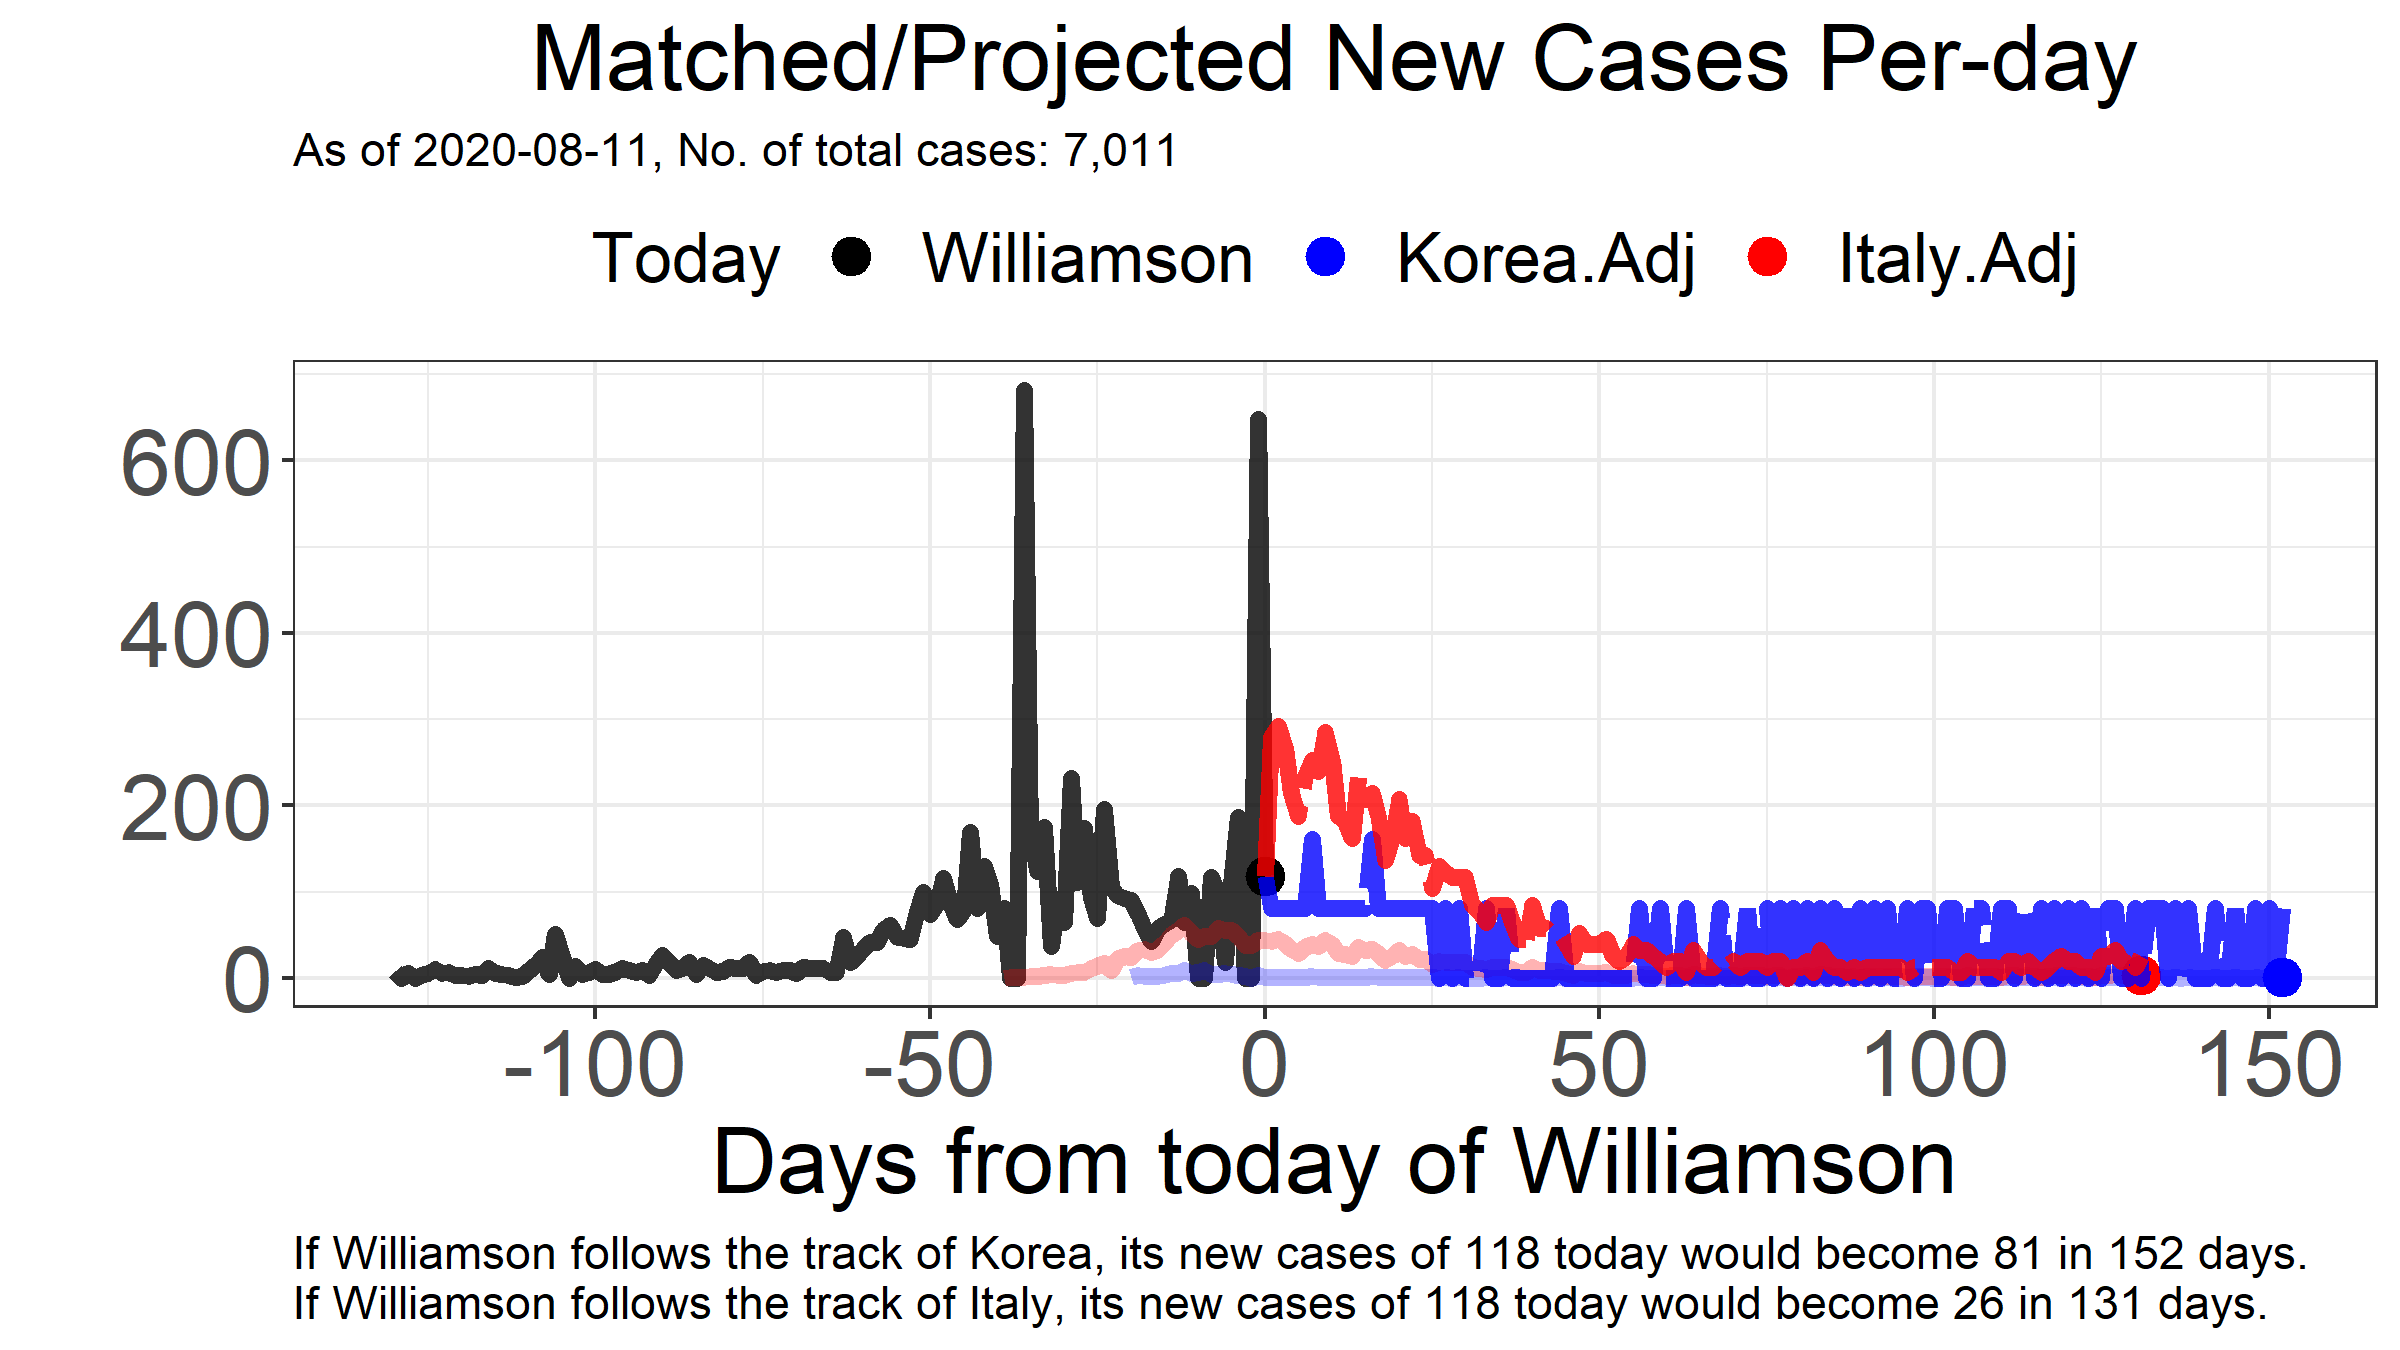 Matched/Projected New Cases Per-day
As of 2020-08-11, No. of total cases: 7,011
Today Williamson Korea.Adj Italy.Adj
600
400
200
0
-100 -50 0 50 100 150
Days from today of Williamson
If Williamson follows the track of Korea, its new cases of 118 today would become 81 in 152 days.
If Williamson follows the track of Italy, its new cases of 118 today would become 26 in 131 days.